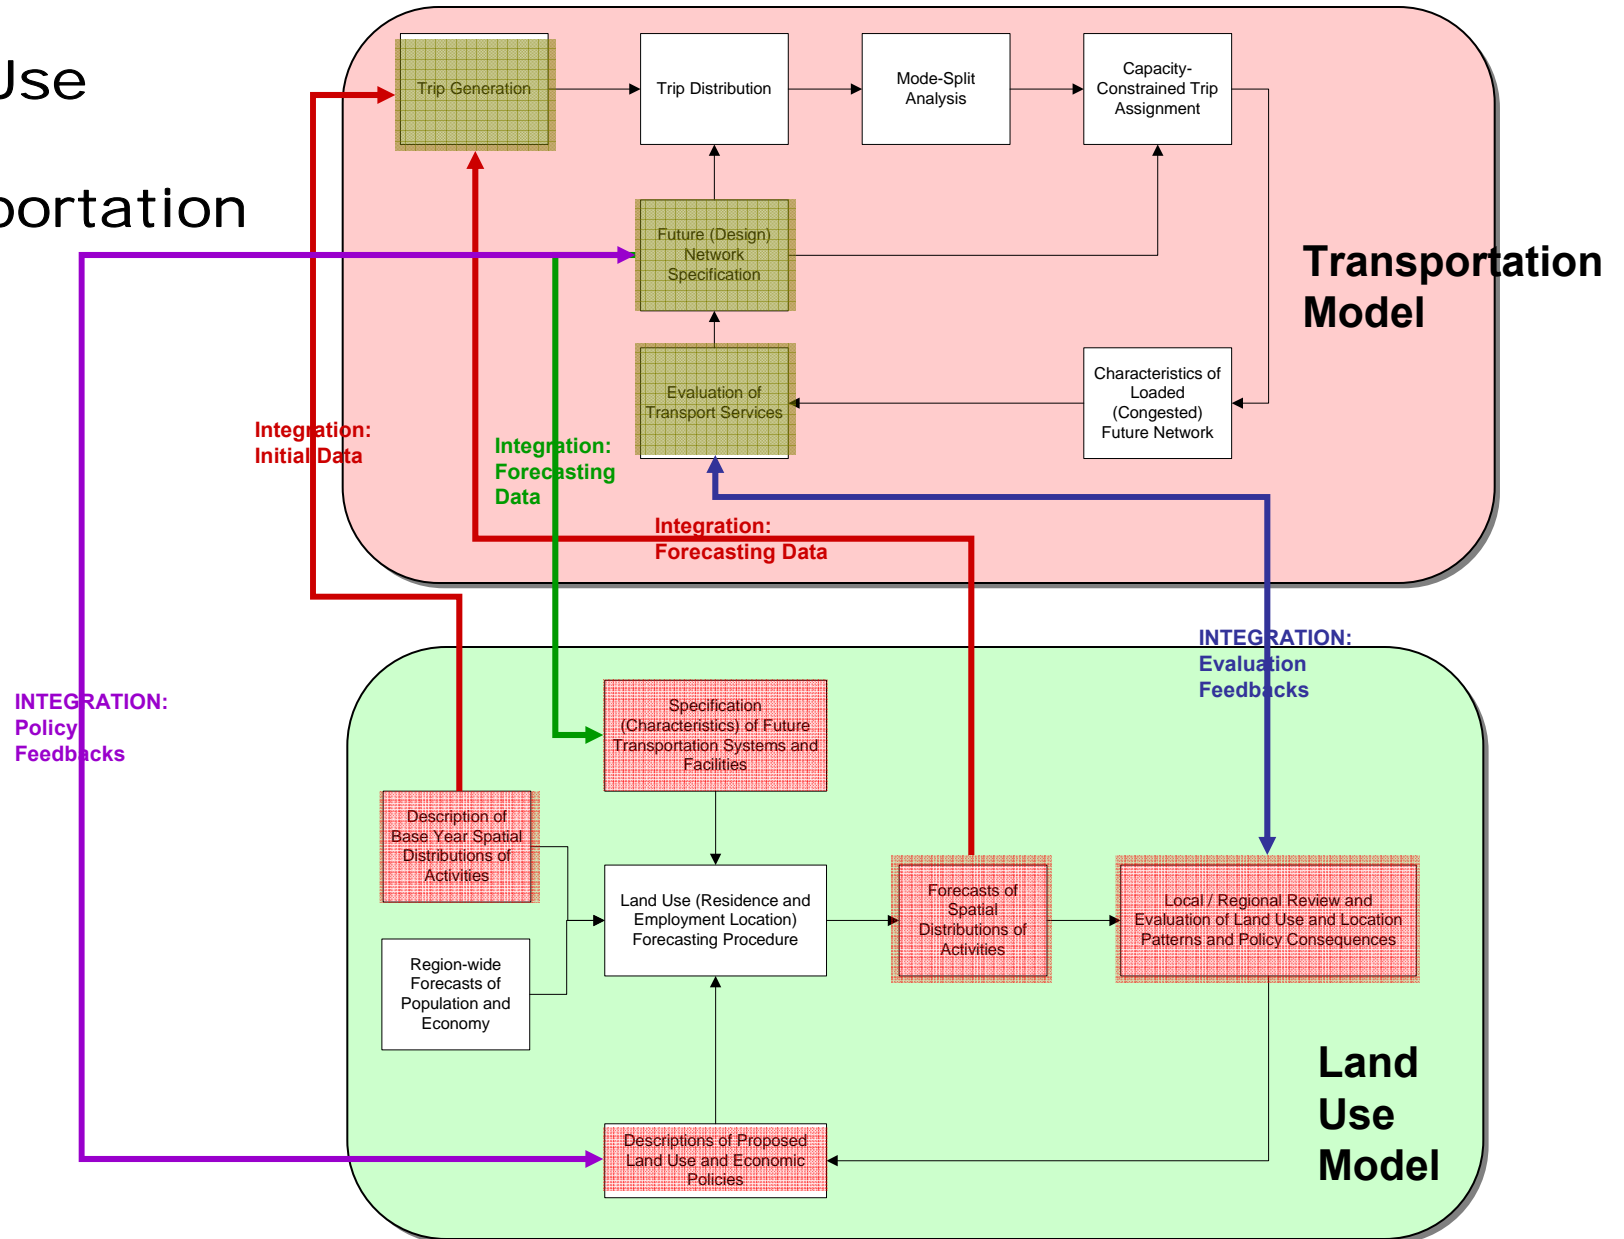 Use
portation
Trip Generation
Trip Distribution
Mode-Split
Analysis
Capacity-
Constrained Trip
Assignment
Future (Design)
Network
Specification
Transportation
Model
Evaluation of
Transport Services
Characteristics of
Loaded
(Congested)
Future Network
Integration:
Initial Data
Integration:
Forecasting
Data
Integration:
Forecasting Data
INTEGRATION:
Evaluation
Feedbacks
INTEGRATION:
Policy
Feedbacks
Specification
(Characteristics) of Future
Transportation Systems and
Facilities
Description of
Base Year Spatial
Distributions of
Activities
Land Use (Residence and
Employment Location)
Forecasting Procedure
Forecasts of
Spatial
Distributions of
Activities
Local / Regional Review and
Evaluation of Land Use and Location
Patterns and Policy Consequences
Region-wide
Forecasts of
Population and
Economy
Land
Use
Model
Descriptions of Proposed
Land Use and Economic
Policies